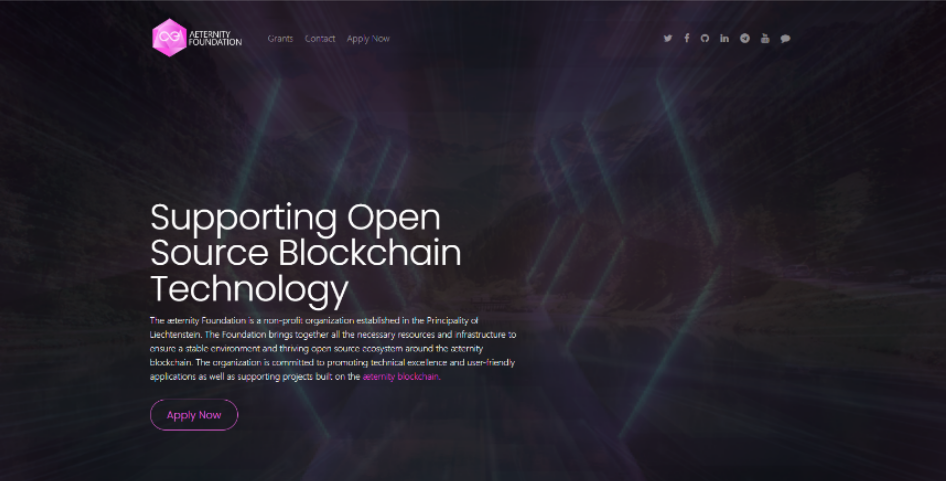 ÆTERNITY
FOUNDATION
Grants Contact Apply Now
Supporting Open
Source Blockchain
Technology
The æternity Foundation is a non-profit organization established in the Principality of
Liechtenstein. The Foundation brings together all the necessary resources and infrastructure to
ensure a stable environment and thriving open source ecosystem around the æternity
blockchain. The organization is committed to promoting technical excellence and user-friendly
applications as well as supporting projects built on the æternity blockchain.
Apply Now